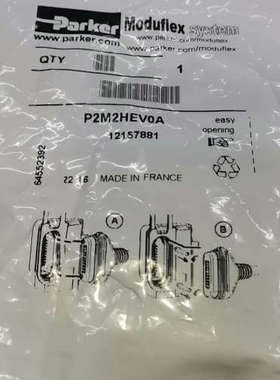 Parker Moduflex system
www.parker.com
www.parker.com/moduflex
QTY 1
P2M2HEV0A
12157881
easy
opening
64552392
22-16 MADE IN FRANCE
A B